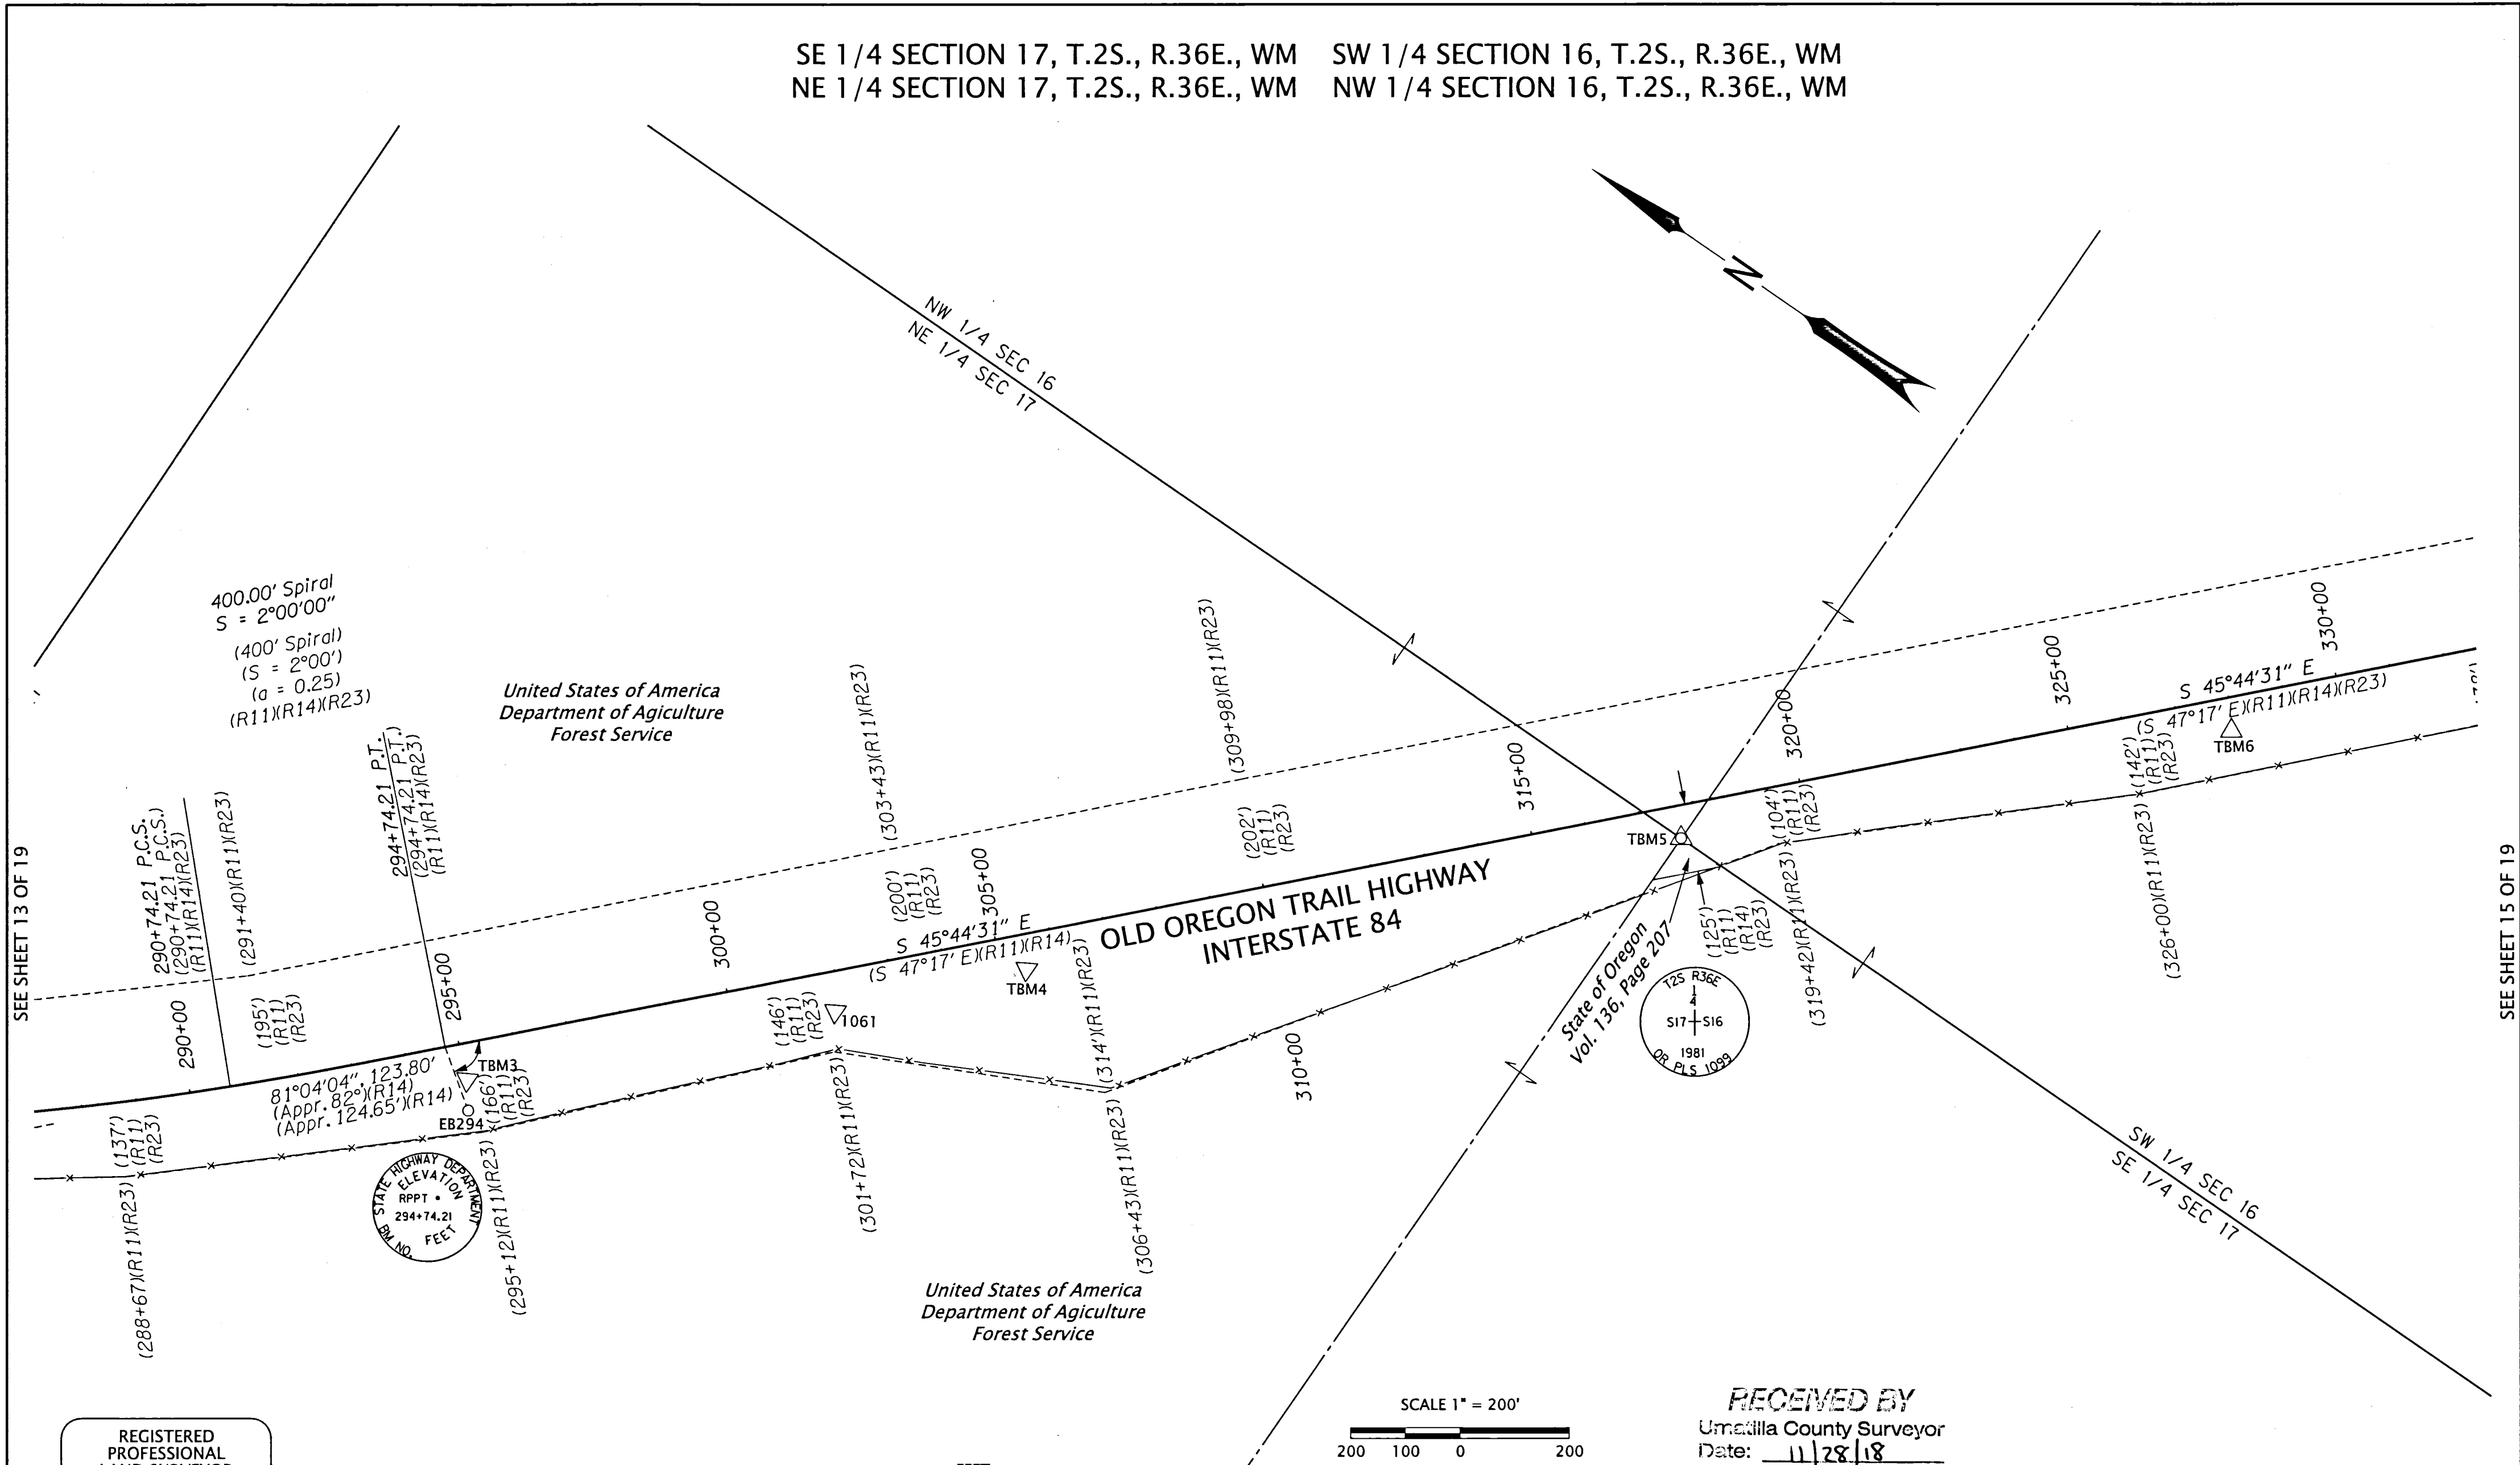 SE 1/4 SECTION 17, T.2S., R.36E., WM SW 1/4 SECTION 16, T.2S., R.36E., WM
NE 1/4 SECTION 17, T.2S., R.36E., WM NW 1/4 SECTION 16, T.2S., R.36E., WM
N
NW 1/4 SEC 16
NE 1/4 SEC 17
400.00' Spiral
S = 2°00'00"
(400' Spiral)
(S = 2°00')
(a = 0.25)
(R11)(R14)(R23)
United States of America
Department of Agiculture
Forest Service
SEE SHEET 13 OF 19
290+74.21 P.C.S.
(290+74.21 P.C.S.)
(R11)(R14)(R23)
(291+40)(R11)(R23)
294+74.21 P.T.
(294+74.21 P.T.)
(R11)(R14)(R23)
(303+43)(R11)(R23)
(309+98)(R11)(R23)
290+00
(195')
(R11)
(R23)
295+00
300+00
(200')
(R11)
(R23)
305+00
(202')
(R11)
(R23)
315+00
320+00
325+00
330+00
S 45°44'31" E
(S 47°17' E)(R11)(R14)(R23)
TBM6
S 45°44'31" E
(S 47°17' E)(R11)(R14)
TBM4
OLD OREGON TRAIL HIGHWAY
INTERSTATE 84
TBM5
(104')
(R11)
(R23)
(142')
(R11)
(R23)
(125')
(R11)
(R14)
(R23)
(319+42)(R11)(R23)
(326+00)(R11)(R23)
SEE SHEET 15 OF 19
State of Oregon
Vol. 136, Page 207
T2S R36E
1
4
S17 S16
1981
OR PLS 1099
81°04'04", 123.80'
(Appr. 82°)(R14)
(Appr. 124.65')(R14)
TBM3
EB294
(166')
(R11)
(R23)
(146')
(R11)
(R23)
1061
(314')(R11)(R23)
310+00
(137')
(R11)
(R23)
(288+67)(R11)(R23)
(295+12)(R11)(R23)
(301+72)(R11)(R23)
(306+43)(R11)(R23)
STATE HIGHWAY DEPARTMENT
ELEVATION
RPPT
294+74.21
FEET
BM NO.
United States of America
Department of Agiculture
Forest Service
SW 1/4 SEC 16
SE 1/4 SEC 17
SCALE 1" = 200'
200 100 0 200
RECEIVED BY
Umatilla County Surveyor
Date: 11/28/18
REGISTERED
PROFESSIONAL